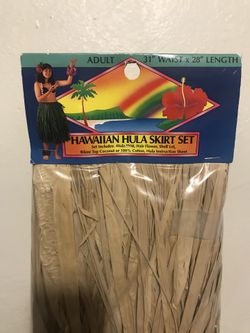 ADULT 31" WAIST x 28" LENGTH
HAWAIIAN HULA SKIRT SET
Set Includes: Hula Skirt, Hair Flower, Shell Lei,
Bikini Top Coconut or 100% Cotton, Hula Instruction Sheet